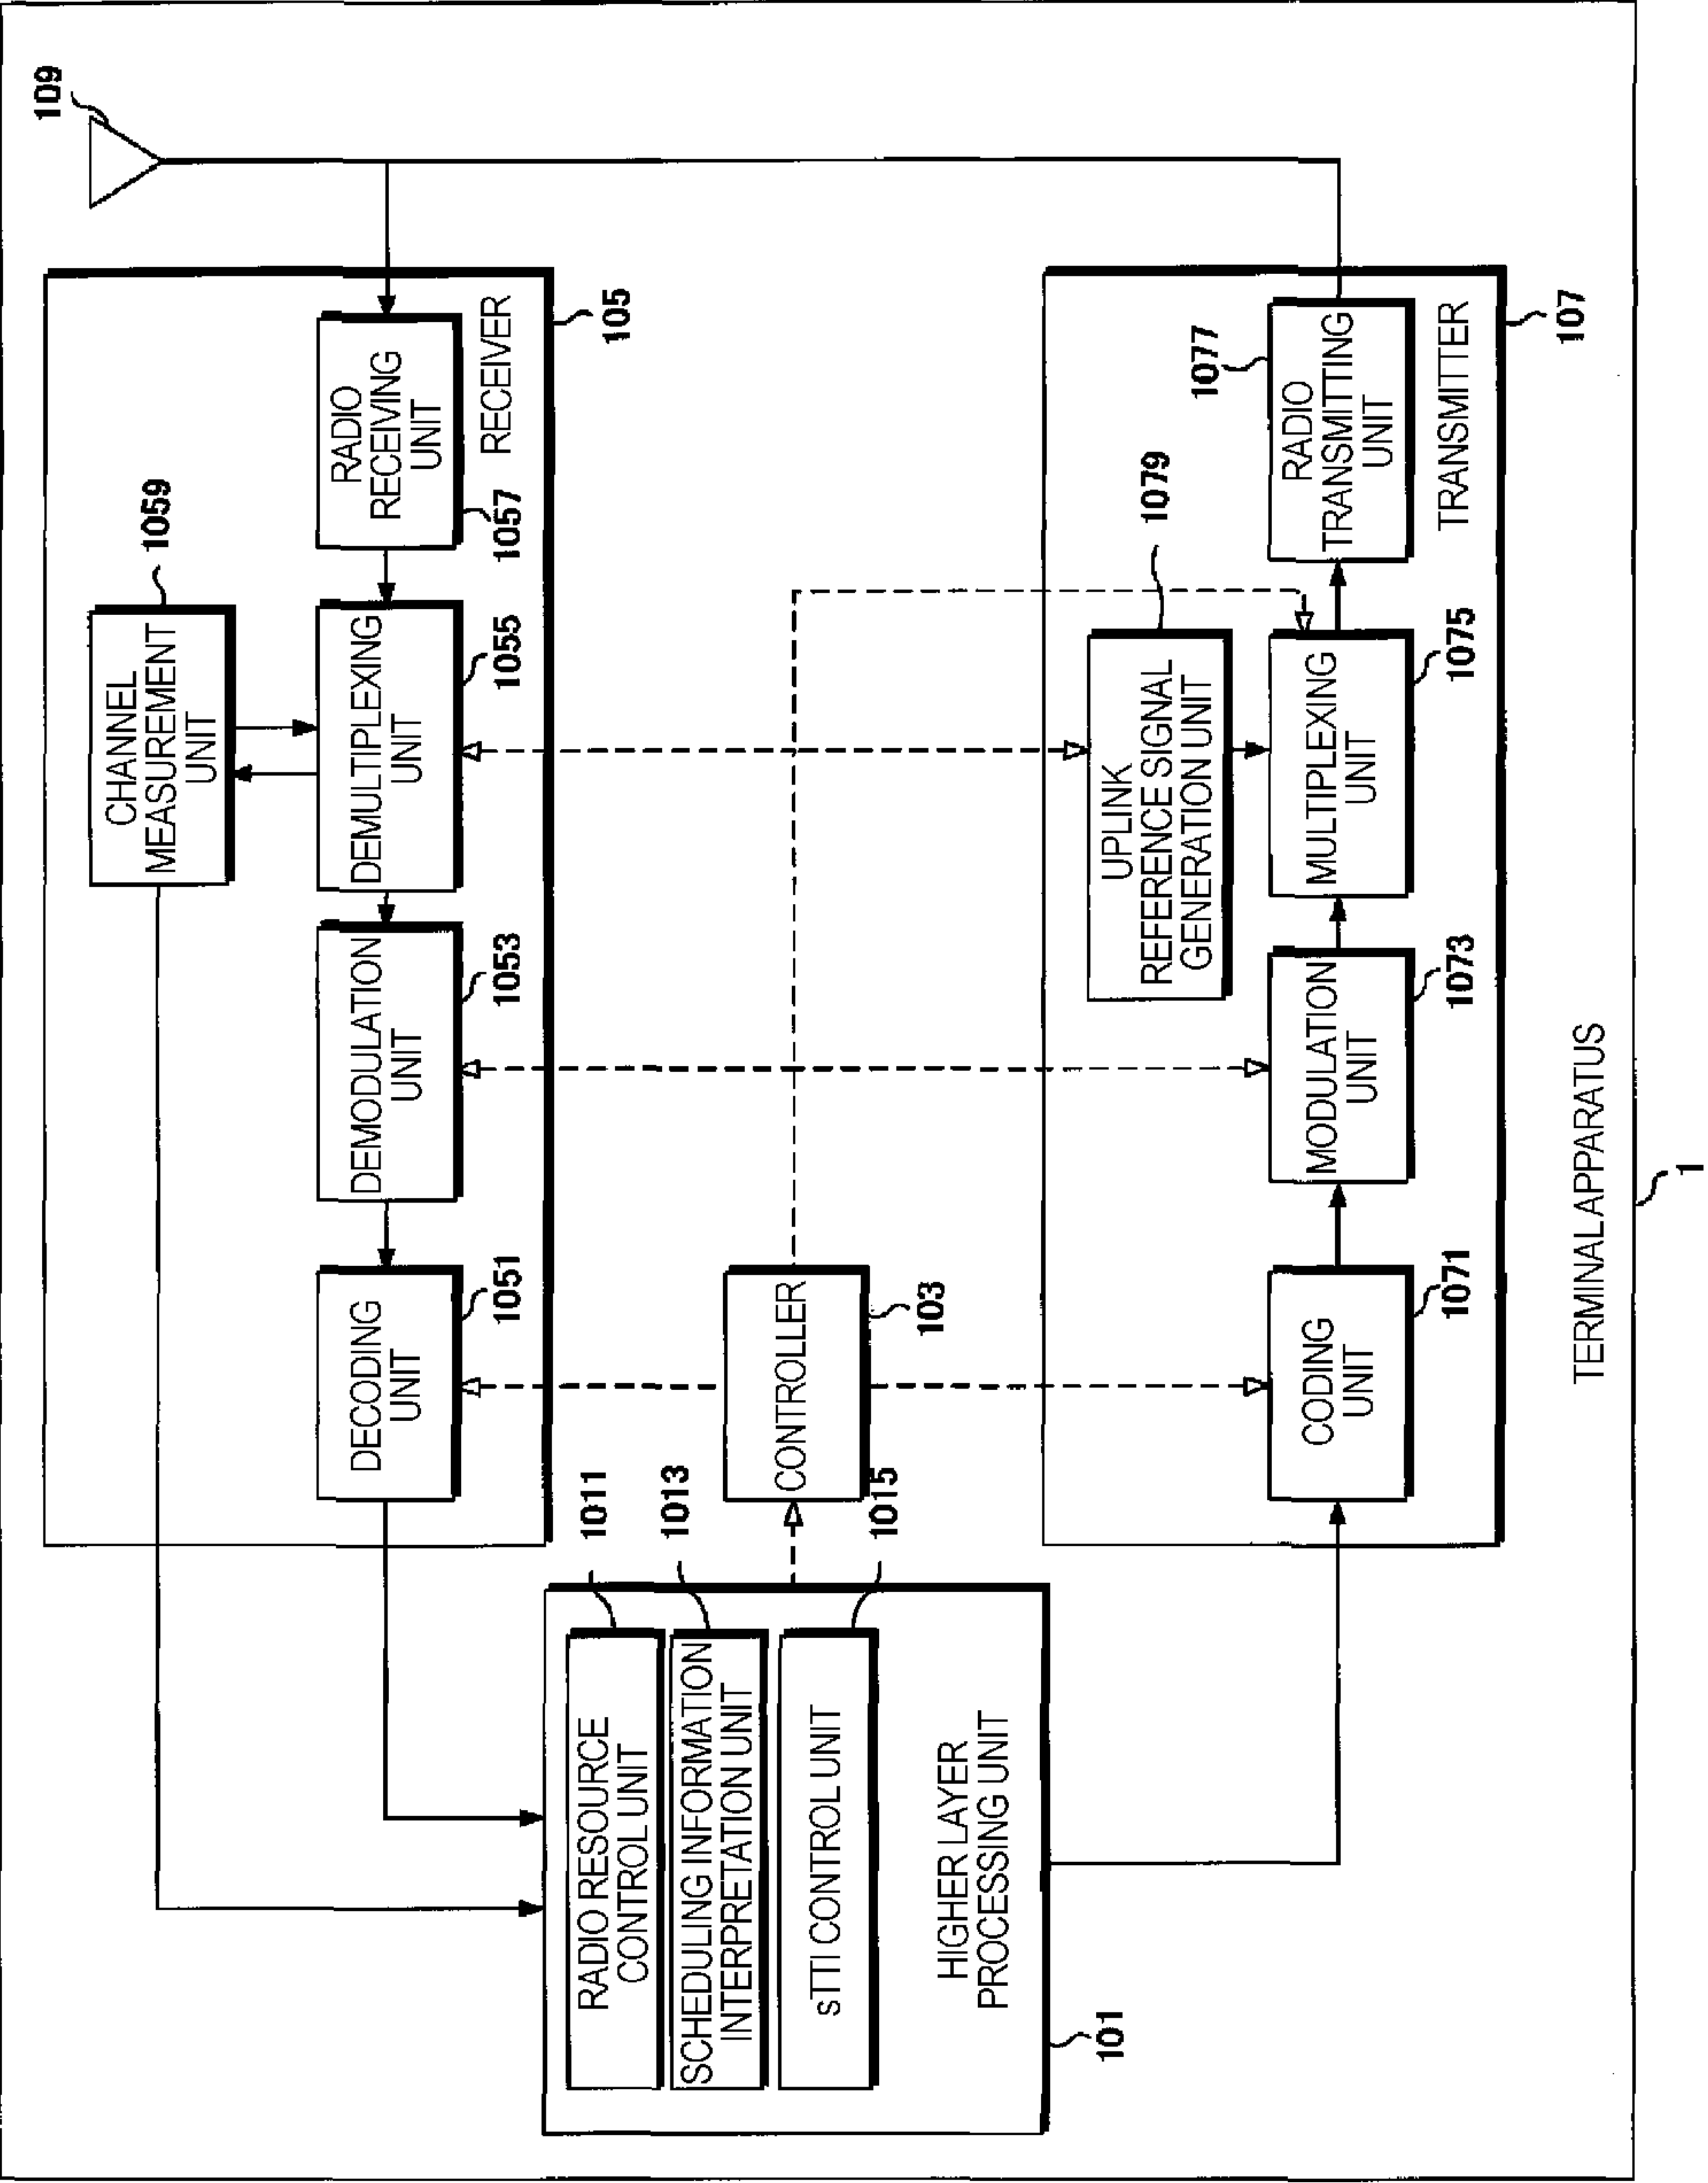 109
1059
CHANNEL
MEASUREMENT
UNIT
DECODING
UNIT
1051
DEMODULATION
UNIT
1053
DEMULTIPLEXING
UNIT
1055
RADIO
RECEIVING
UNIT
1057
RECEIVER
105
1011
1013
1015
RADIO RESOURCE
CONTROL UNIT
SCHEDULING INFORMATION
INTERPRETATION UNIT
sTTI CONTROL UNIT
HIGHER LAYER
PROCESSING UNIT
101
CONTROLLER
103
UPLINK
REFERENCE SIGNAL
GENERATION UNIT
1079
1077
CODING
UNIT
1071
MODULATION
UNIT
1073
MULTIPLEXING
UNIT
1075
RADIO
TRANSMITTING
UNIT
TRANSMITTER
107
TERMINAL APPARATUS
1